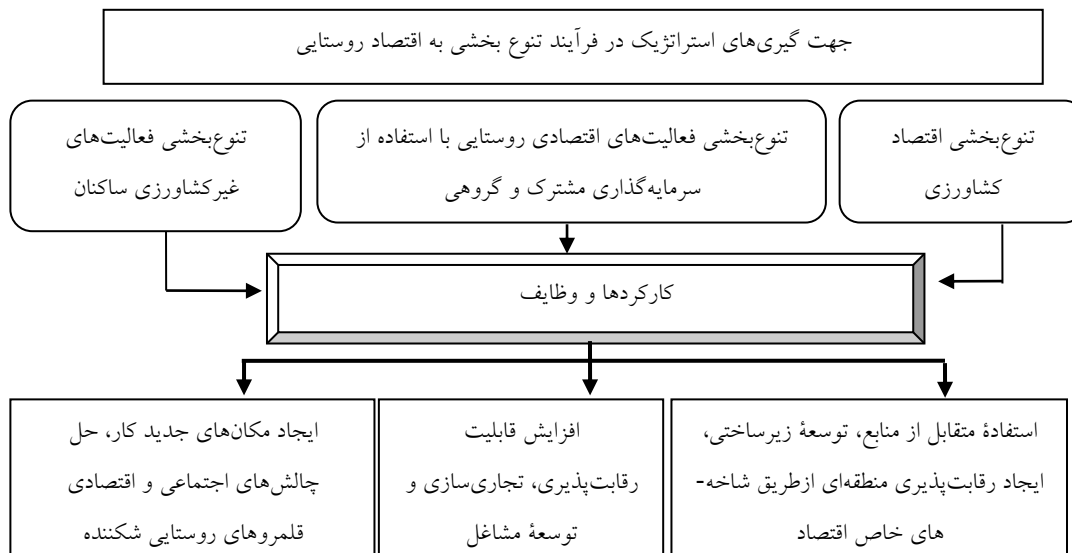 جهت گیری‌های استراتژیک در فرآیند تنوع بخشی به اقتصاد روستایی
تنوع‌بخشی اقتصاد
کشاورزی
تنوع‌بخشی فعالیت‌های اقتصادی روستایی با استفاده از
سرمایه‌گذاری مشترک و گروهی
تنوع‌بخشی فعالیت‌های
غیرکشاورزی ساکنان
کارکردها و وظایف
استفادۀ متقابل از منابع، توسعۀ زیرساختی،
ایجاد رقابت‌پذیری منطقه‌ای ازطریق شاخه-
های خاص اقتصاد
افزایش قابلیت
رقابت‌پذیری، تجاری‌سازی و
توسعۀ مشاغل
ایجاد مکان‌های جدید کار، حل
چالش‌های اجتماعی و اقتصادی
قلمروهای روستایی شکننده